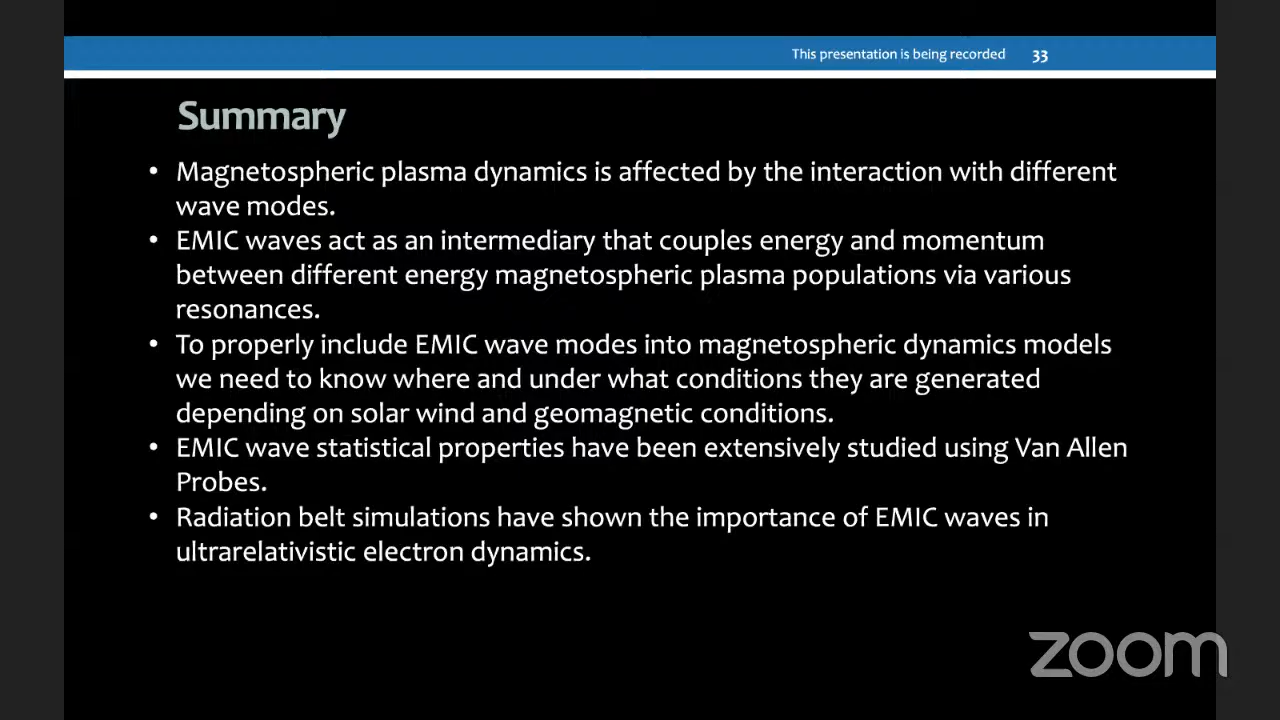 This presentation is being recorded 33
Summary
• Magnetospheric plasma dynamics is affected by the interaction with different
wave modes.
• EMIC waves act as an intermediary that couples energy and momentum
between different energy magnetospheric plasma populations via various
resonances.
• To properly include EMIC wave modes into magnetospheric dynamics models
we need to know where and under what conditions they are generated
depending on solar wind and geomagnetic conditions.
• EMIC wave statistical properties have been extensively studied using Van Allen
Probes.
• Radiation belt simulations have shown the importance of EMIC waves in
ultrarelativistic electron dynamics.
zoom